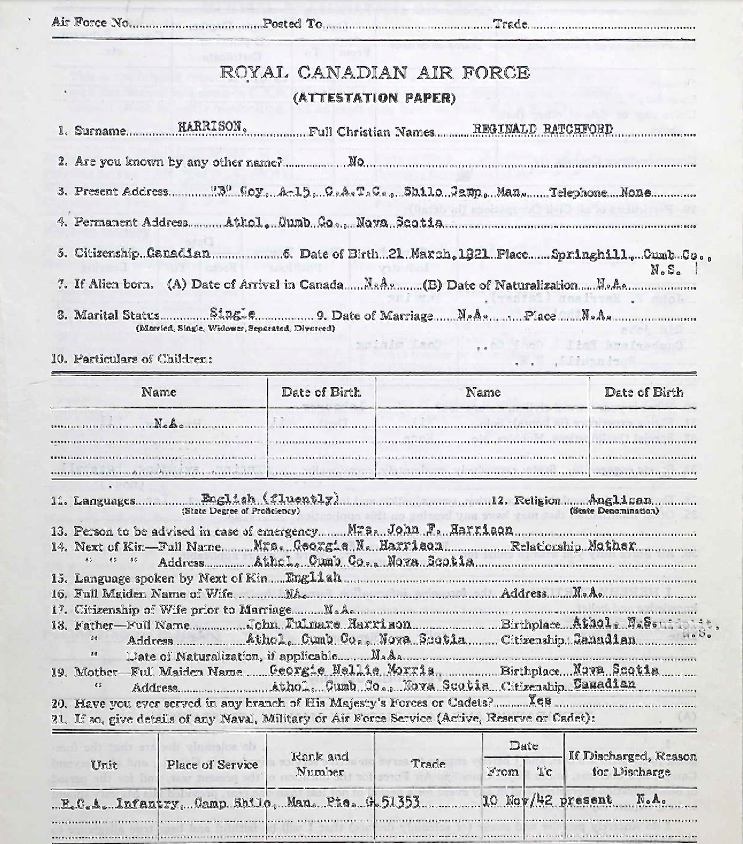 Air Force No. Posted To Trade
ROYAL CANADIAN AIR FORCE
(ATTESTATION PAPER)
1. Surname HARRISON, Full Christian Names REGINALD RATCHFORD
2. Are you known by any other name? No
3. Present Address "B" Coy, A-15, C.A.T.C., Shilo Camp, Man. Telephone None
4. Permanent Address Athol, Cumb Co., Nova Scotia
5. Citizenship Canadian 6. Date of Birth 21 March, 1921 Place Springhill, Cumb Co.,
N.S.
7. If Alien born. (A) Date of Arrival in Canada N.A. (B) Date of Naturalization N.A.
8. Marital Status Single 9. Date of Marriage N.A. Place N.A.
(Married, Single, Widower, Separated, Divorced)
10. Particulars of Children:
Name Date of Birth Name Date of Birth
N.A.
11. Languages English (fluently) 12. Religion Anglican
(State Degree of Proficiency) (State Denomination)
13. Person to be advised in case of emergency Mrs. John F. Harrison
14. Next of Kin—Full Name Mrs. Georgie N. Harrison Relationship Mother
" " " Address Athol, Cumb Co., Nova Scotia
15. Language spoken by Next of Kin English
16. Full Maiden Name of Wife NA. Address N.A.
17. Citizenship of Wife prior to Marriage N.A.
18. Father—Full Name John Fulmare Harrison Birthplace Athol, N.S.
" Address Athol, Cumb Co., Nova Scotia Citizenship Canadian N.S.
" Date of Naturalization, if applicable N.A.
19. Mother—Full Maiden Name Georgie Nellie Morris Birthplace Nova Scotia
" Address Athol, Cumb Co., Nova Scotia Citizenship Canadian
20. Have you ever served in any branch of His Majesty's Forces or Cadets? Yes
21. If so, give details of any Naval, Military or Air Force Service (Active, Reserve or Cadet):
Unit Place of Service Rank and Number Trade Date From To If Discharged, Reason for Discharge
Infantry, Camp Shilo, Man. Pte. G.51353 10 Nov/42 present N.A.